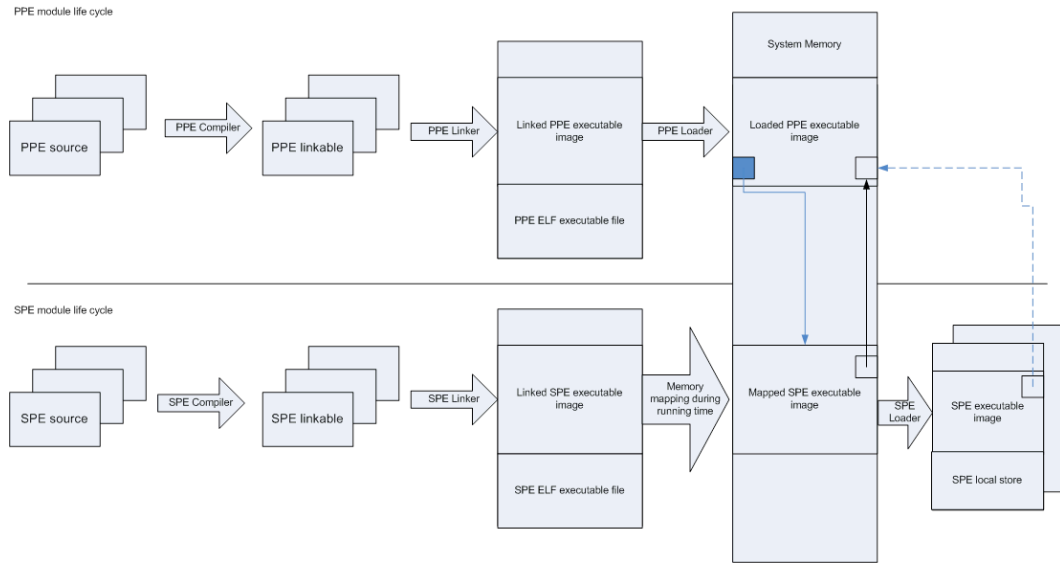 PPE module life cycle
System Memory
PPE source
PPE Compiler
PPE linkable
PPE Linker
Linked PPE executable
image
PPE Loader
Loaded PPE executable
image
PPE ELF executable file
SPE module life cycle
SPE source
SPE Compiler
SPE linkable
SPE Linker
Linked SPE executable
image
Memory
mapping during
running time
Mapped SPE executable
image
SPE
Loader
SPE executable
image
SPE ELF executable file
SPE local store